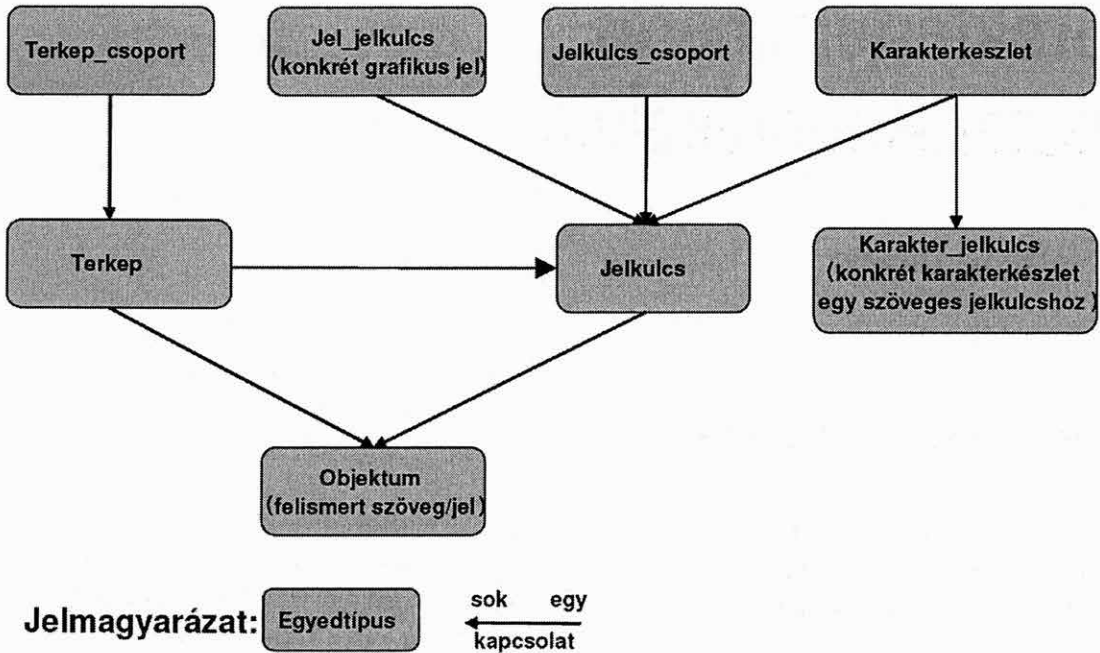 Terkep_csoport
Jel_jelkulcs
(konkrét grafikus jel)
Jelkulcs_csoport
Karakterkeszlet
Terkep
Jelkulcs
Karakter_jelkulcs
(konkrét karakterkészlet
egy szöveges jelkulcshoz )
Objektum
(felismert szöveg/jel)
Jelmagyarázat:
Egyedtípus
sok egy
kapcsolat